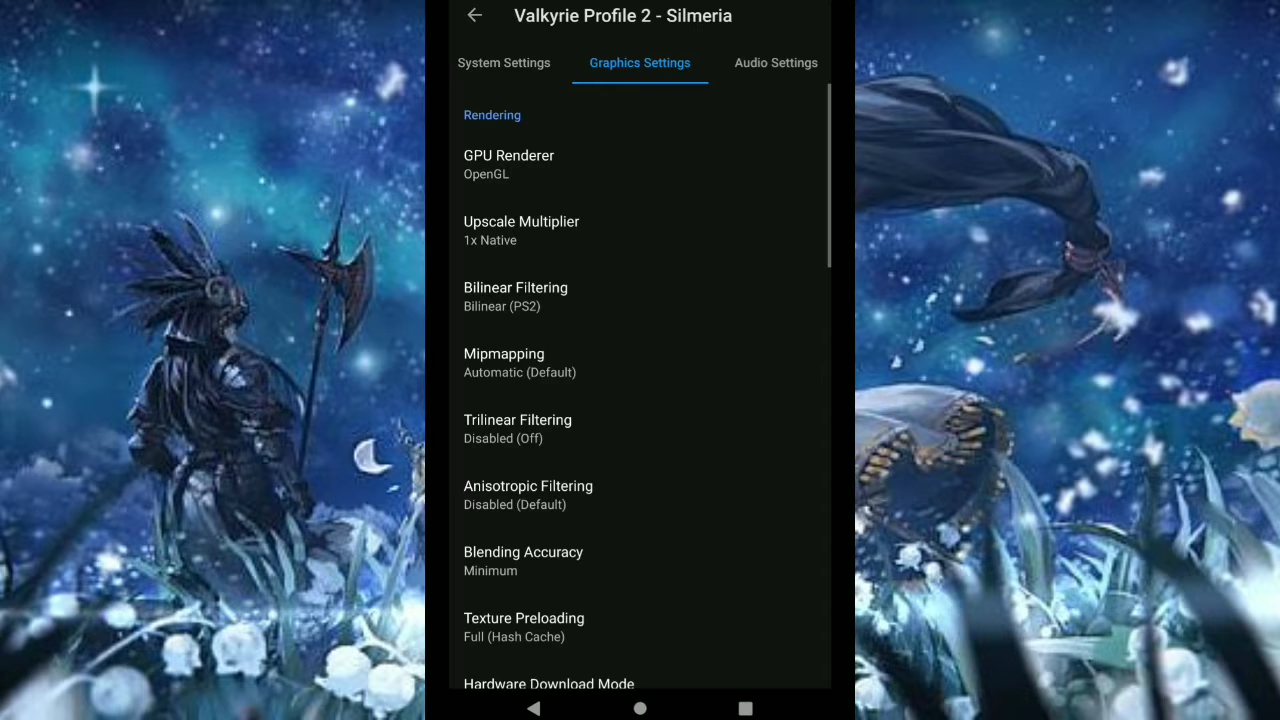 Valkyrie Profile 2 - Silmeria
System Settings
Graphics Settings
Audio Settings
Rendering
GPU Renderer
OpenGL
Upscale Multiplier
1x Native
Bilinear Filtering
Bilinear (PS2)
Mipmapping
Automatic (Default)
Trilinear Filtering
Disabled (Off)
Anisotropic Filtering
Disabled (Default)
Blending Accuracy
Minimum
Texture Preloading
Full (Hash Cache)
Hardware Download Mode